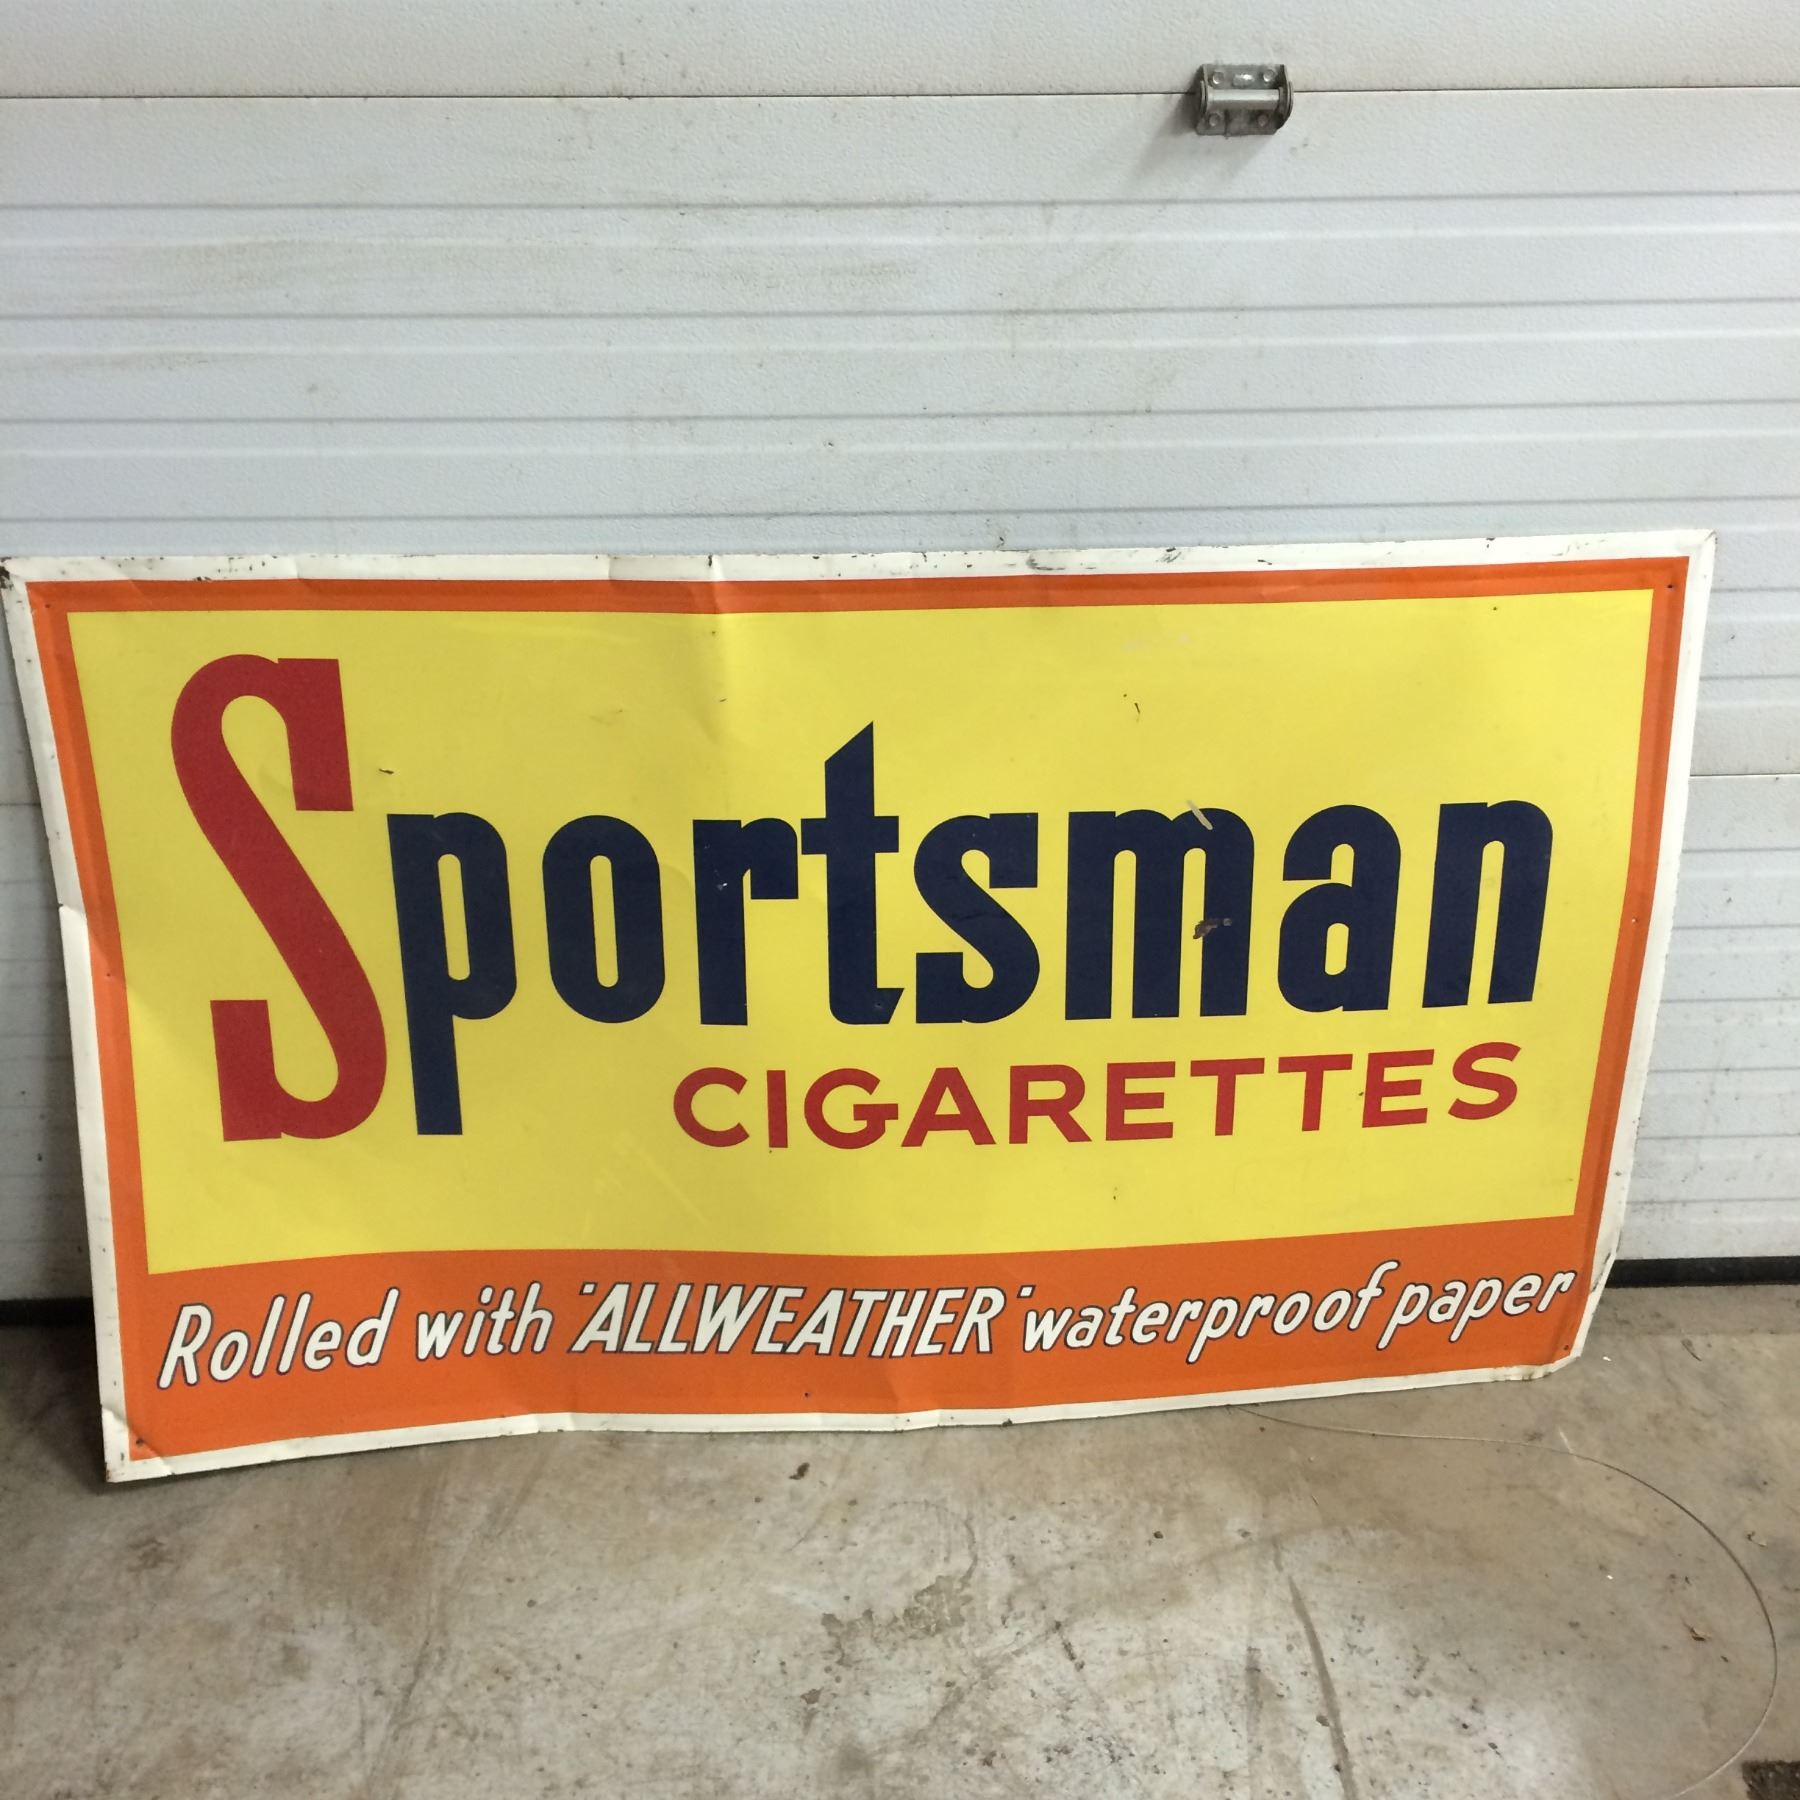 Sportsman
CIGARETTES
Rolled with "ALLWEATHER" waterproof paper